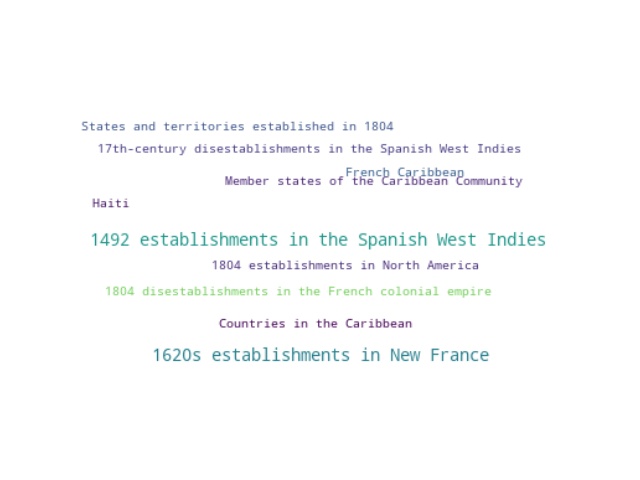 States and territories established in 1804
17th-century disestablishments in the Spanish West Indies
French Caribbean
Member states of the Caribbean Community
Haiti
1492 establishments in the Spanish West Indies
1804 establishments in North America
1804 disestablishments in the French colonial empire
Countries in the Caribbean
1620s establishments in New France